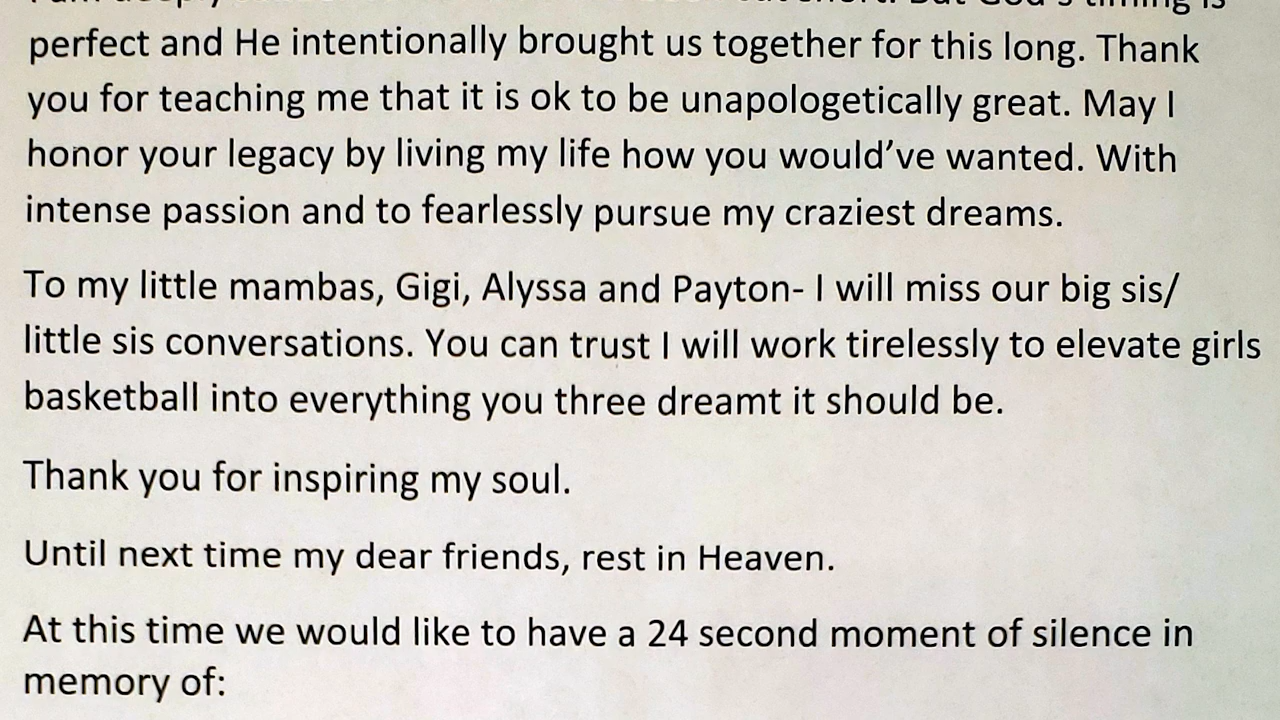 perfect and He intentionally brought us together for this long. Thank
you for teaching me that it is ok to be unapologetically great. May I
honor your legacy by living my life how you would’ve wanted. With
intense passion and to fearlessly pursue my craziest dreams.
To my little mambas, Gigi, Alyssa and Payton- I will miss our big sis/
little sis conversations. You can trust I will work tirelessly to elevate girls
basketball into everything you three dreamt it should be.
Thank you for inspiring my soul.
Until next time my dear friends, rest in Heaven.
At this time we would like to have a 24 second moment of silence in
memory of: